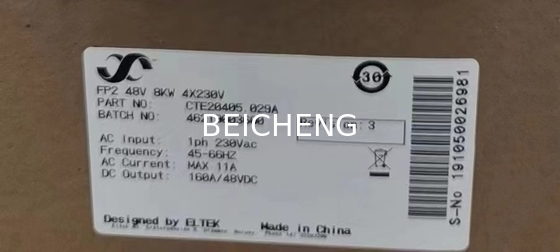 30
FP2 48V 8KW 4X230V
PART NO: CTE20405.029A
BATCH NO:
BEICHENG
3
AC Input: 1ph 230Vac
Frequency: 45-66HZ
AC Current: MAX 11A
DC Output: 160A/48VDC
S-No 191050026981
Designed by ELTEK Made in China